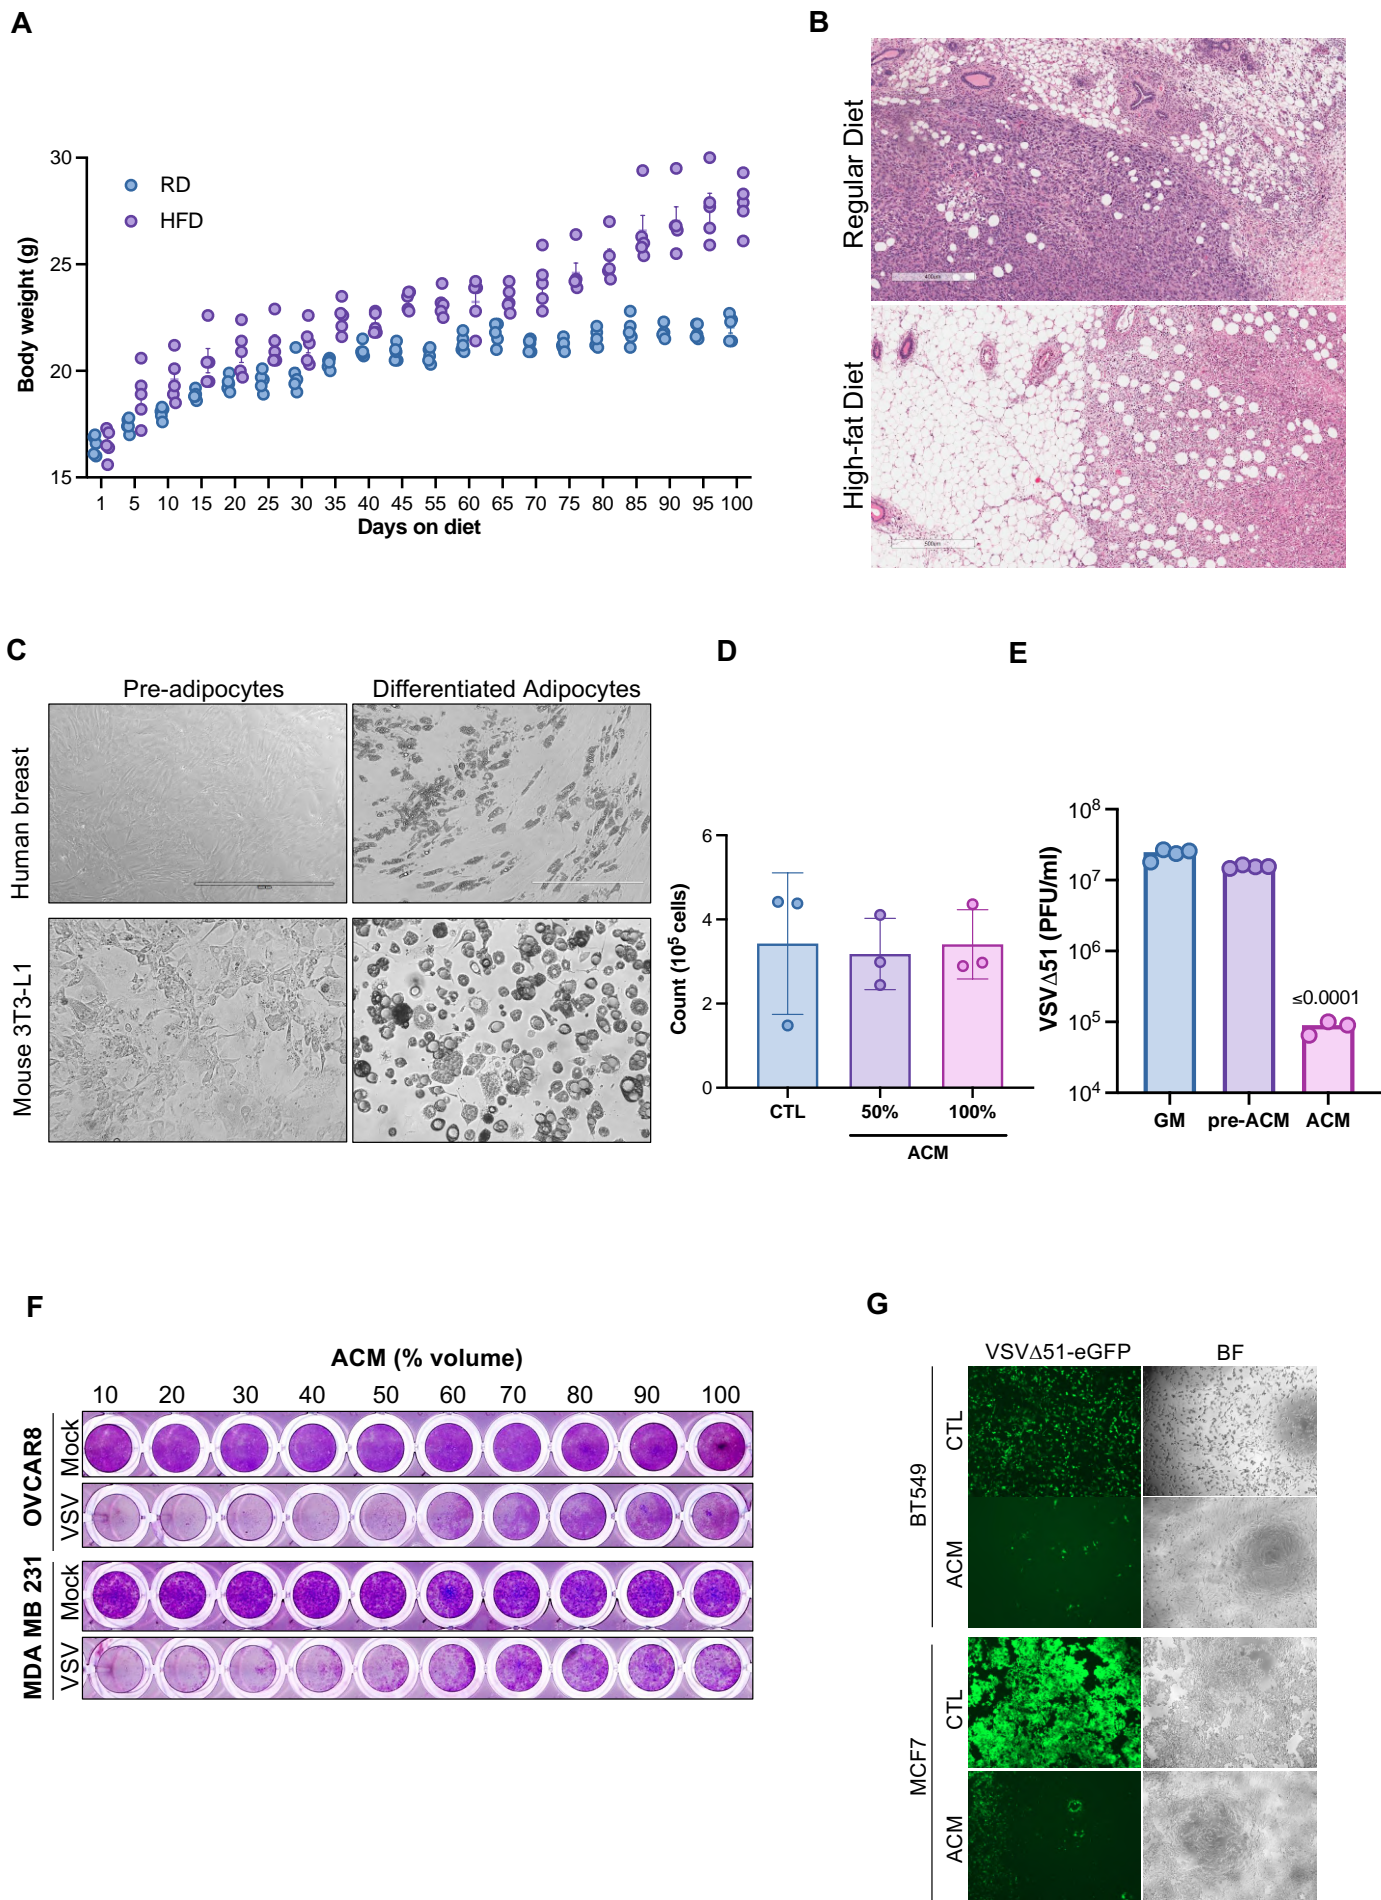 A
B
30
25
20
15
Body weight (g)
RD
HFD
1 5 10 15 20 25 30 35 40 45 55 60 65 70 75 80 85 90 95 100
Days on diet
Regular Diet
400um
High-fat Diet
500um
C
D
E
Pre-adipocytes
Differentiated Adipocytes
Human breast
Mouse 3T3-L1
6
4
2
0
Count (10⁵ cells)
CTL
50%
100%
ACM
10⁸
10⁷
10⁶
10⁵
10⁴
VSVΔ51 (PFU/ml)
≤0.0001
GM
pre-ACM
ACM
F
G
ACM (% volume)
10 20 30 40 50 60 70 80 90 100
OVCAR8
Mock
VSV
MDA MB 231
Mock
VSV
VSVΔ51-eGFP
BF
BT549
CTL
ACM
MCF7
CTL
ACM